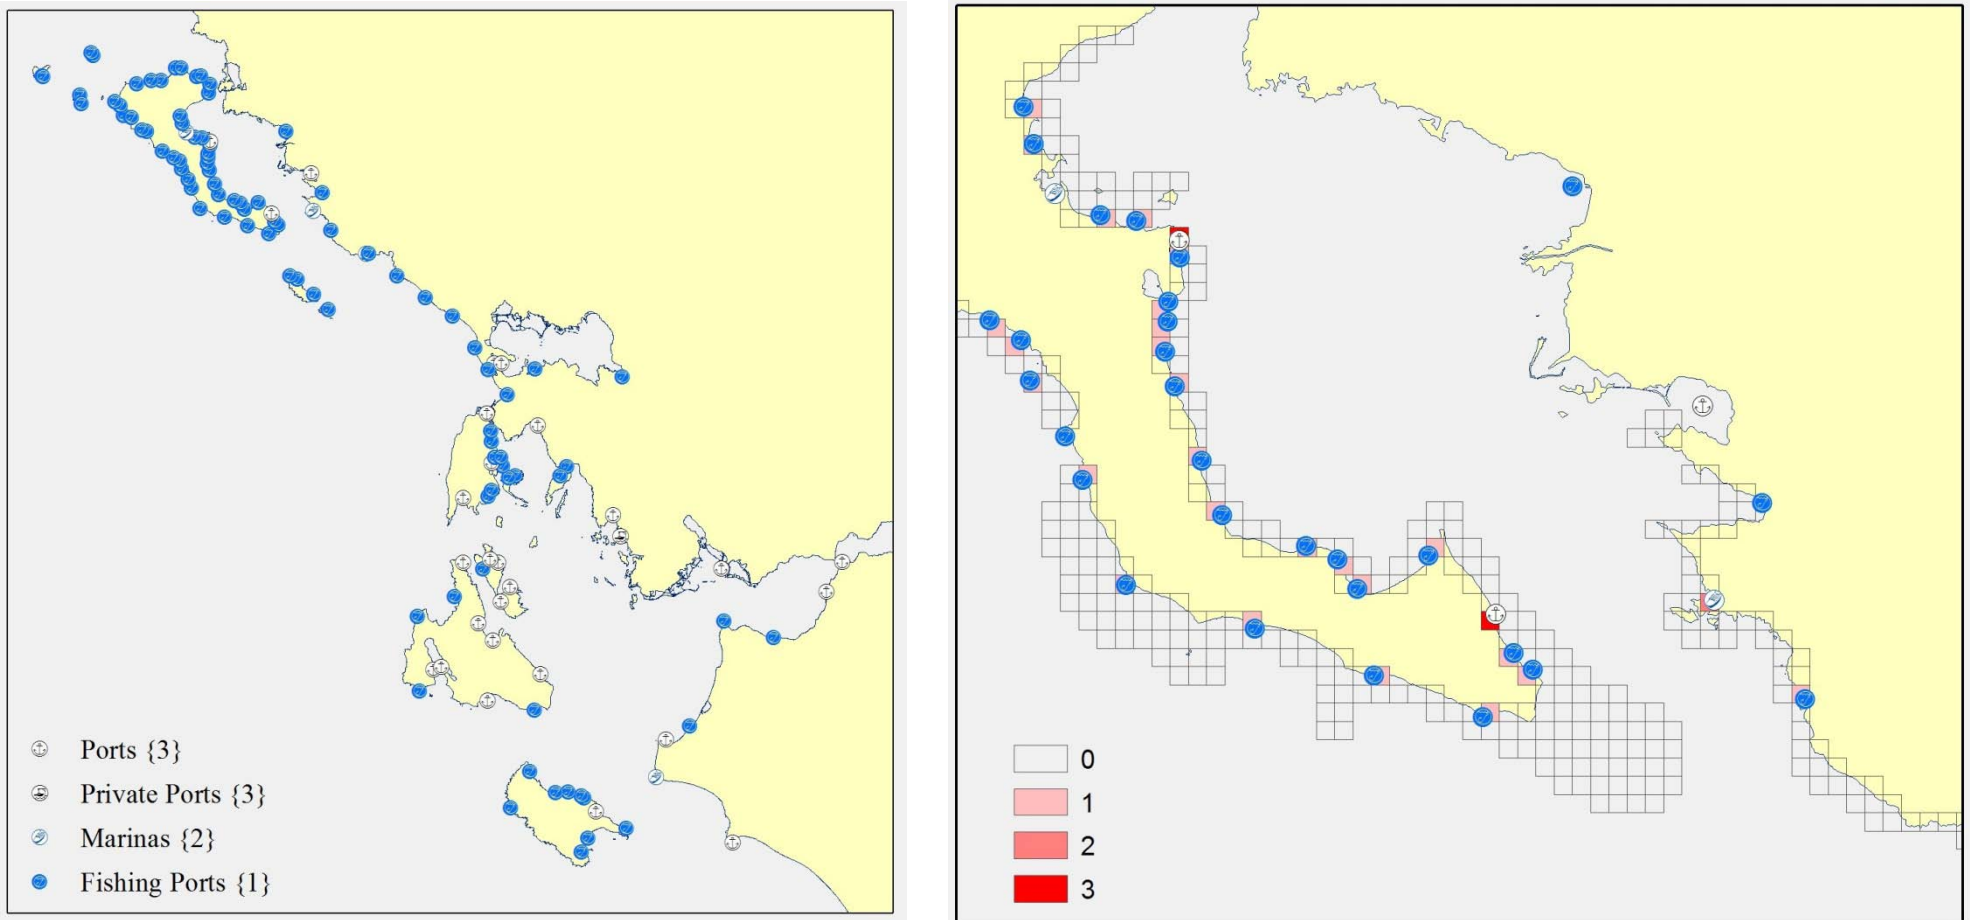 Ports {3}
Private Ports {3}
Marinas {2}
Fishing Ports {1}
0
1
2
3